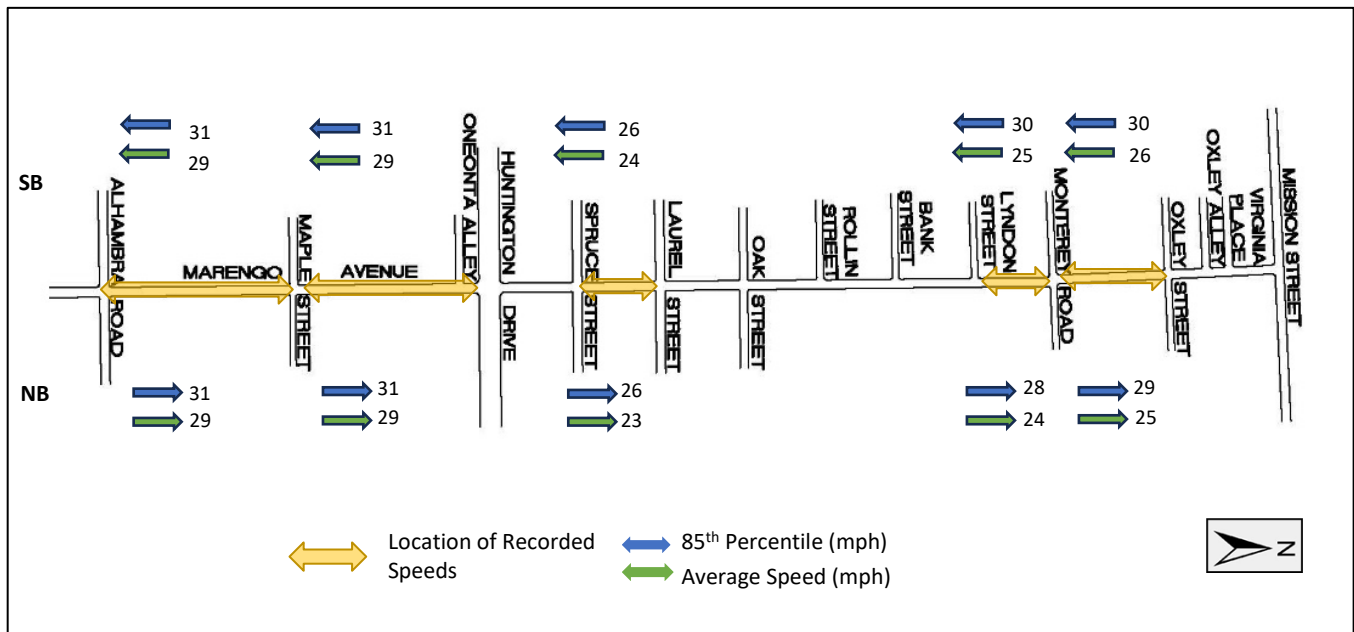 31
31
26
30
30
29
29
24
25
26
SB
ALHAMBRA ROAD
MARENGO AVENUE
MAPLE STREET
ONEONTA ALLEY
HUNTINGTON DRIVE
SPRUCE STREET
LAUREL STREET
OAK STREET
ROLLIN STREET
BANK STREET
LYNDON STREET
MONTEREY ROAD
OXLEY STREET
OXLEY ALLEY
VIRGINIA PLACE
MISSION STREET
NB
31
31
26
28
29
29
29
23
24
25
Location of Recorded
Speeds
85th Percentile (mph)
Average Speed (mph)
N